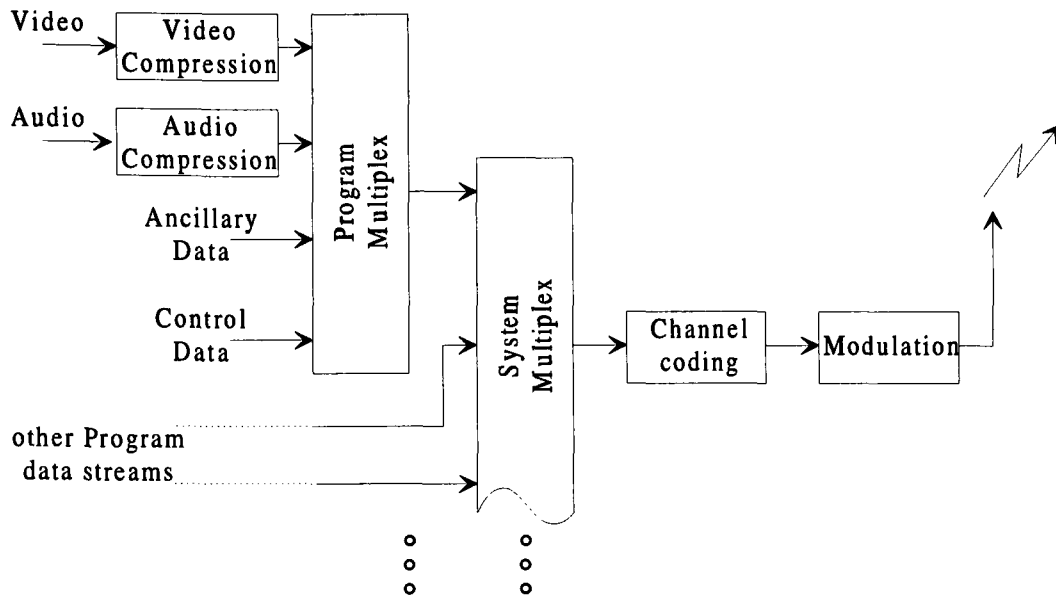 Video
Video
Compression
Audio
Audio
Compression
Ancillary
Data
Control
Data
Program
Multiplex
other Program
data streams
System
Multiplex
Channel
coding
Modulation